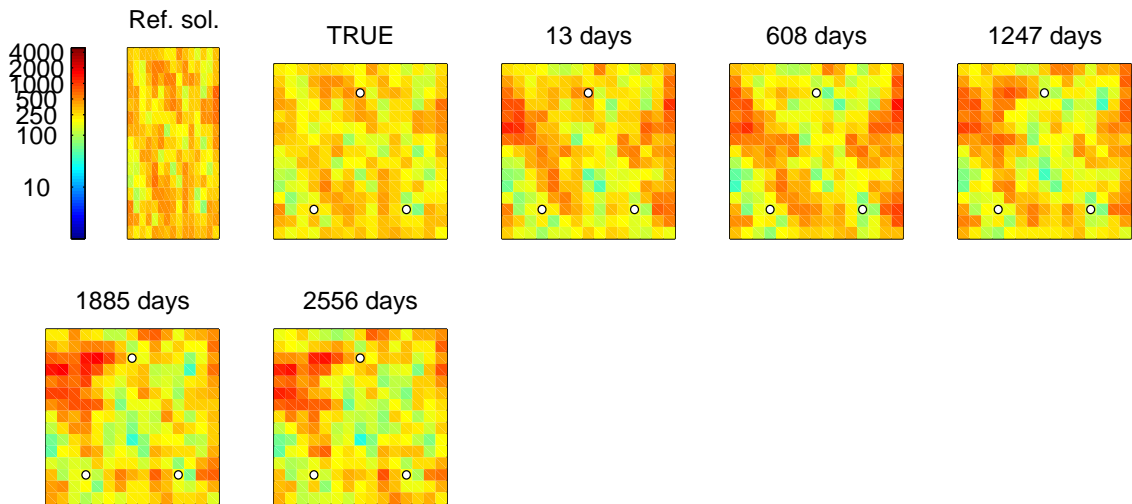 Ref. sol.
TRUE
13 days
608 days
1247 days
4000
2000
1000
500
250
100
10
1885 days
2556 days